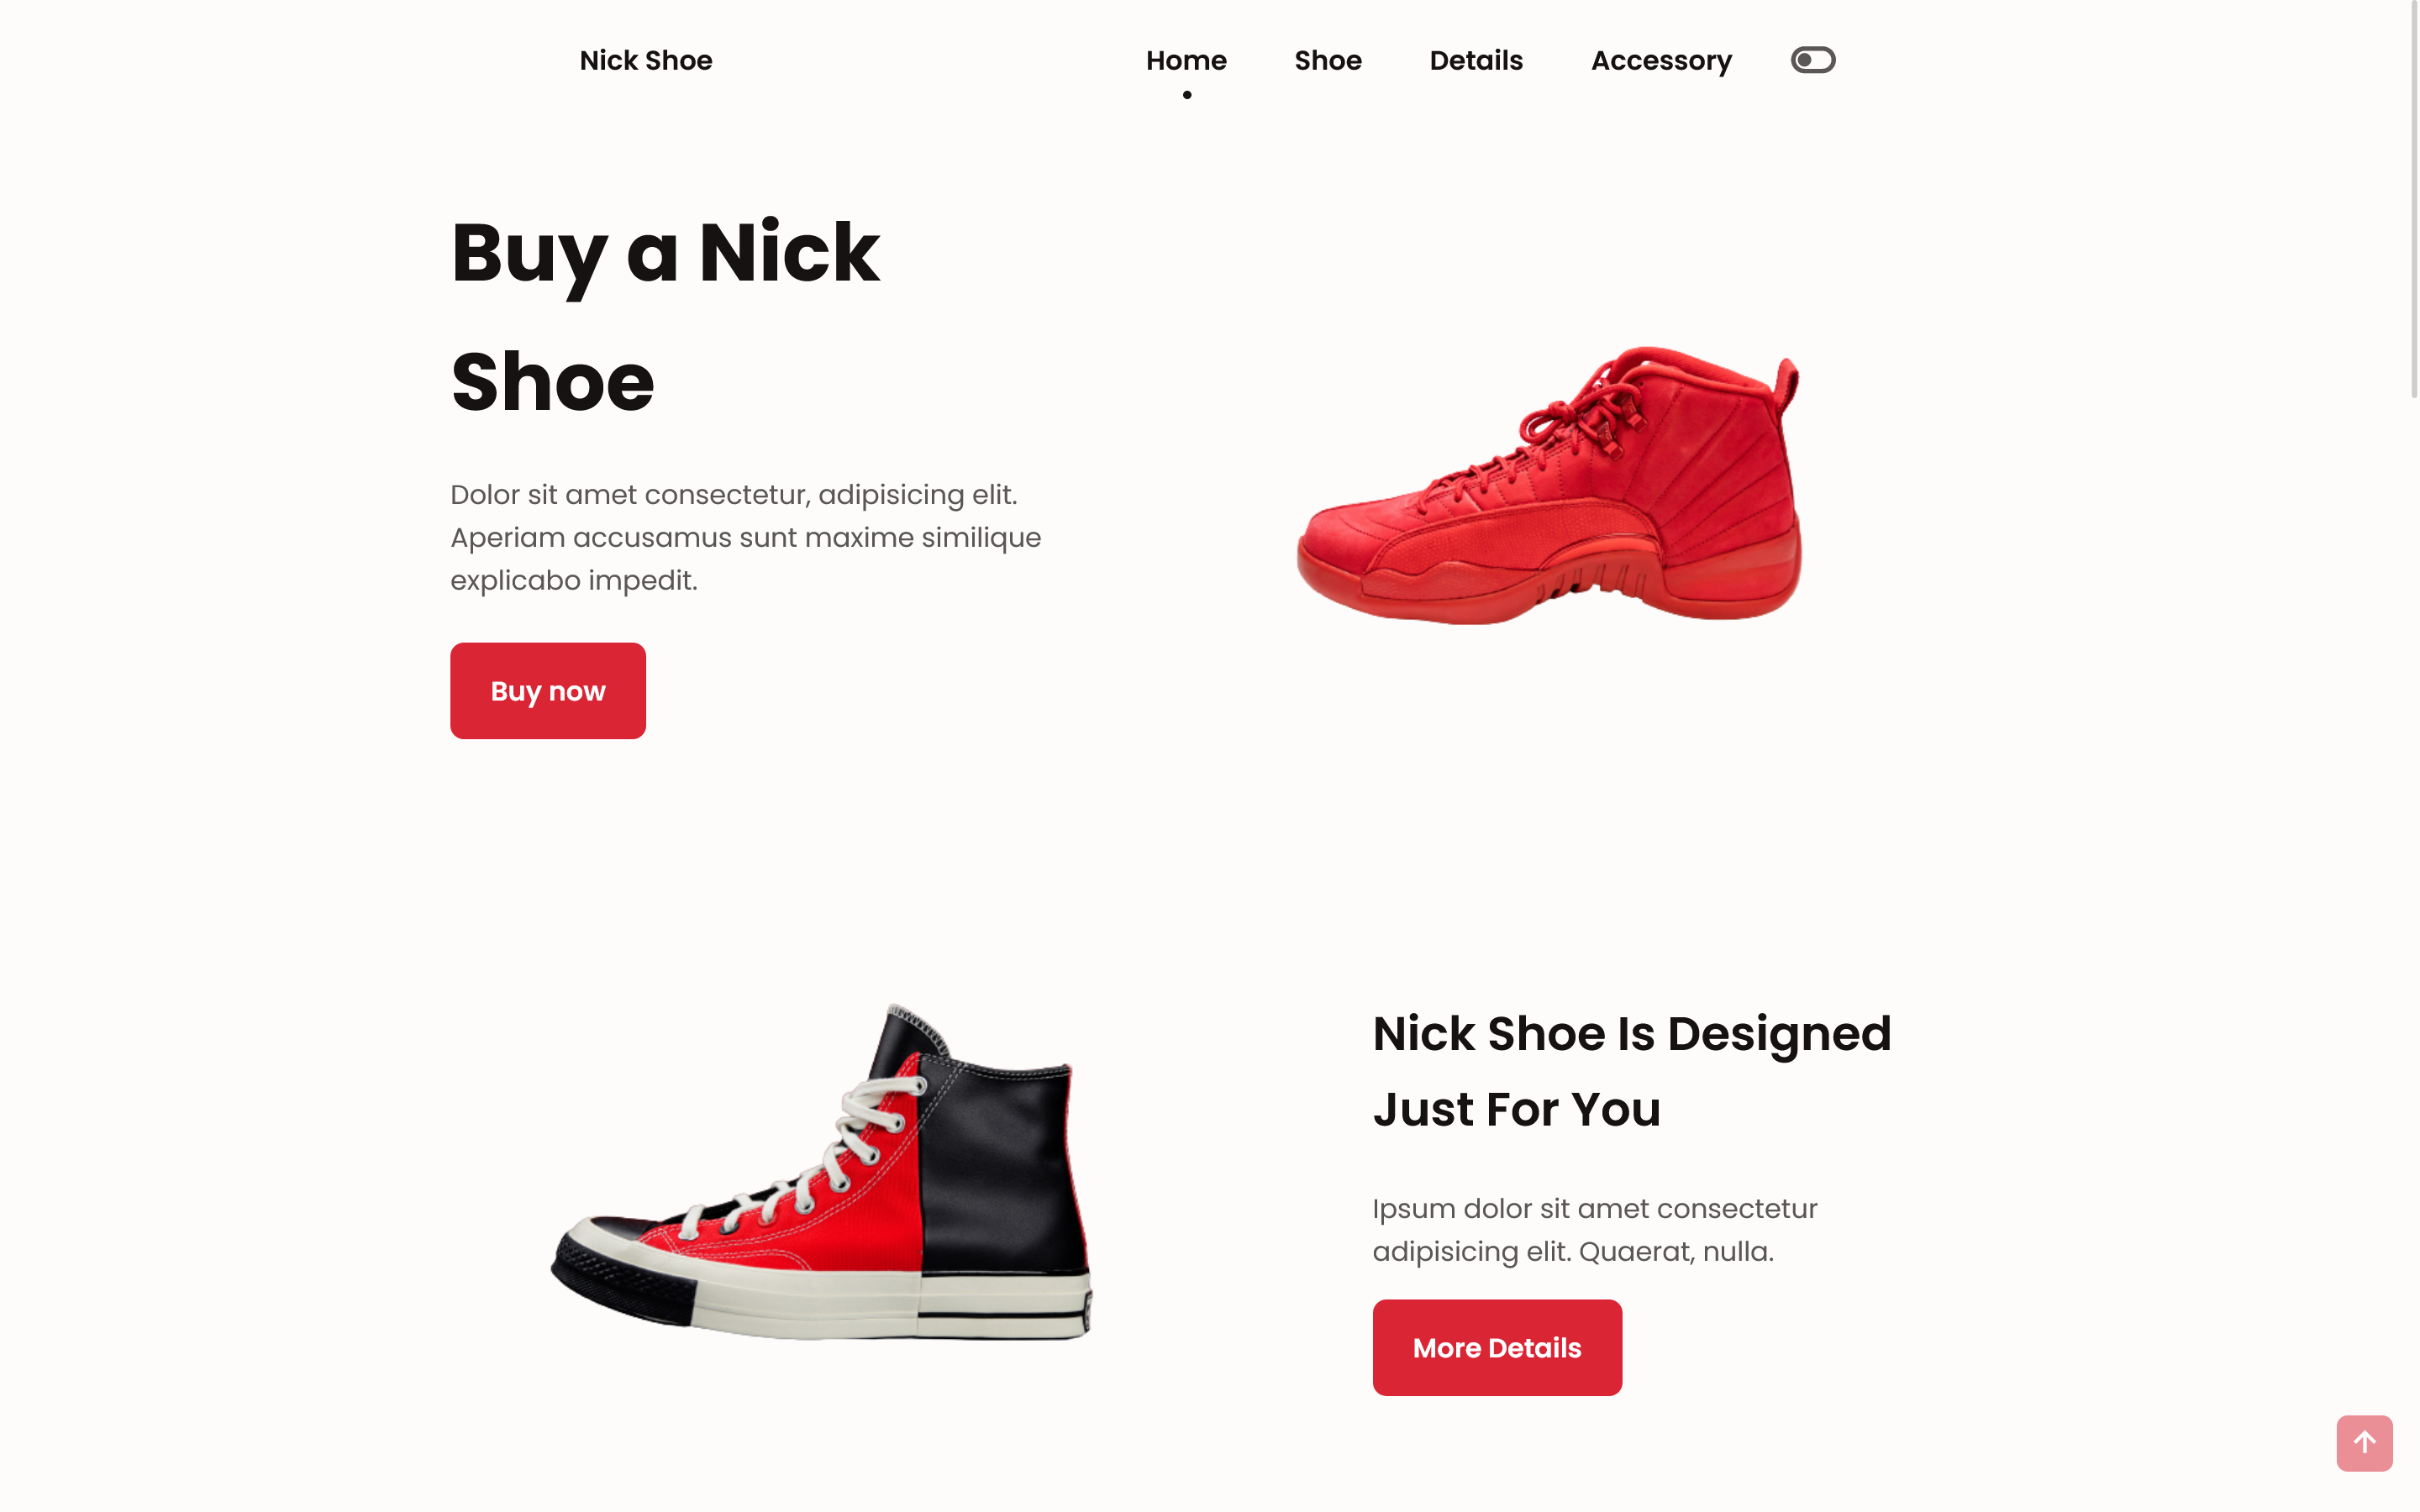 Nick Shoe
Home
Shoe
Details
Accessory
Buy a Nick
Shoe
Dolor sit amet consectetur, adipisicing elit.
Aperiam accusamus sunt maxime similique
explicabo impedit.
Buy now
Nick Shoe Is Designed
Just For You
Ipsum dolor sit amet consectetur
adipisicing elit. Quaerat, nulla.
More Details